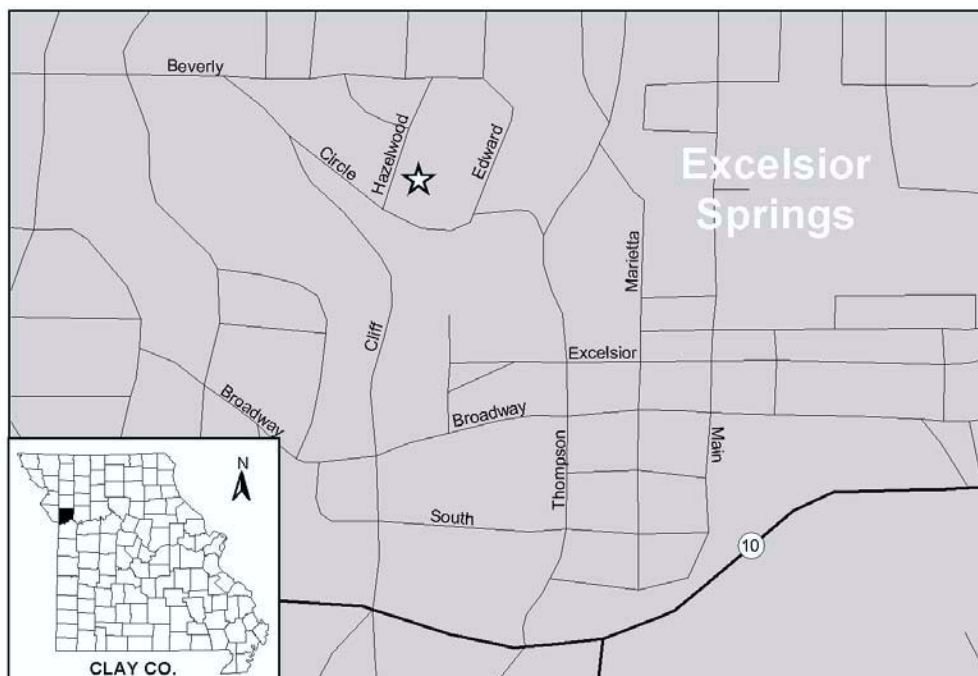 Beverly
Circle
Hazelwood
Edward
Excelsior
Springs
Marietta
Cliff
Excelsior
Broadway
Broadway
Thompson
Main
South
10
N
CLAY CO.